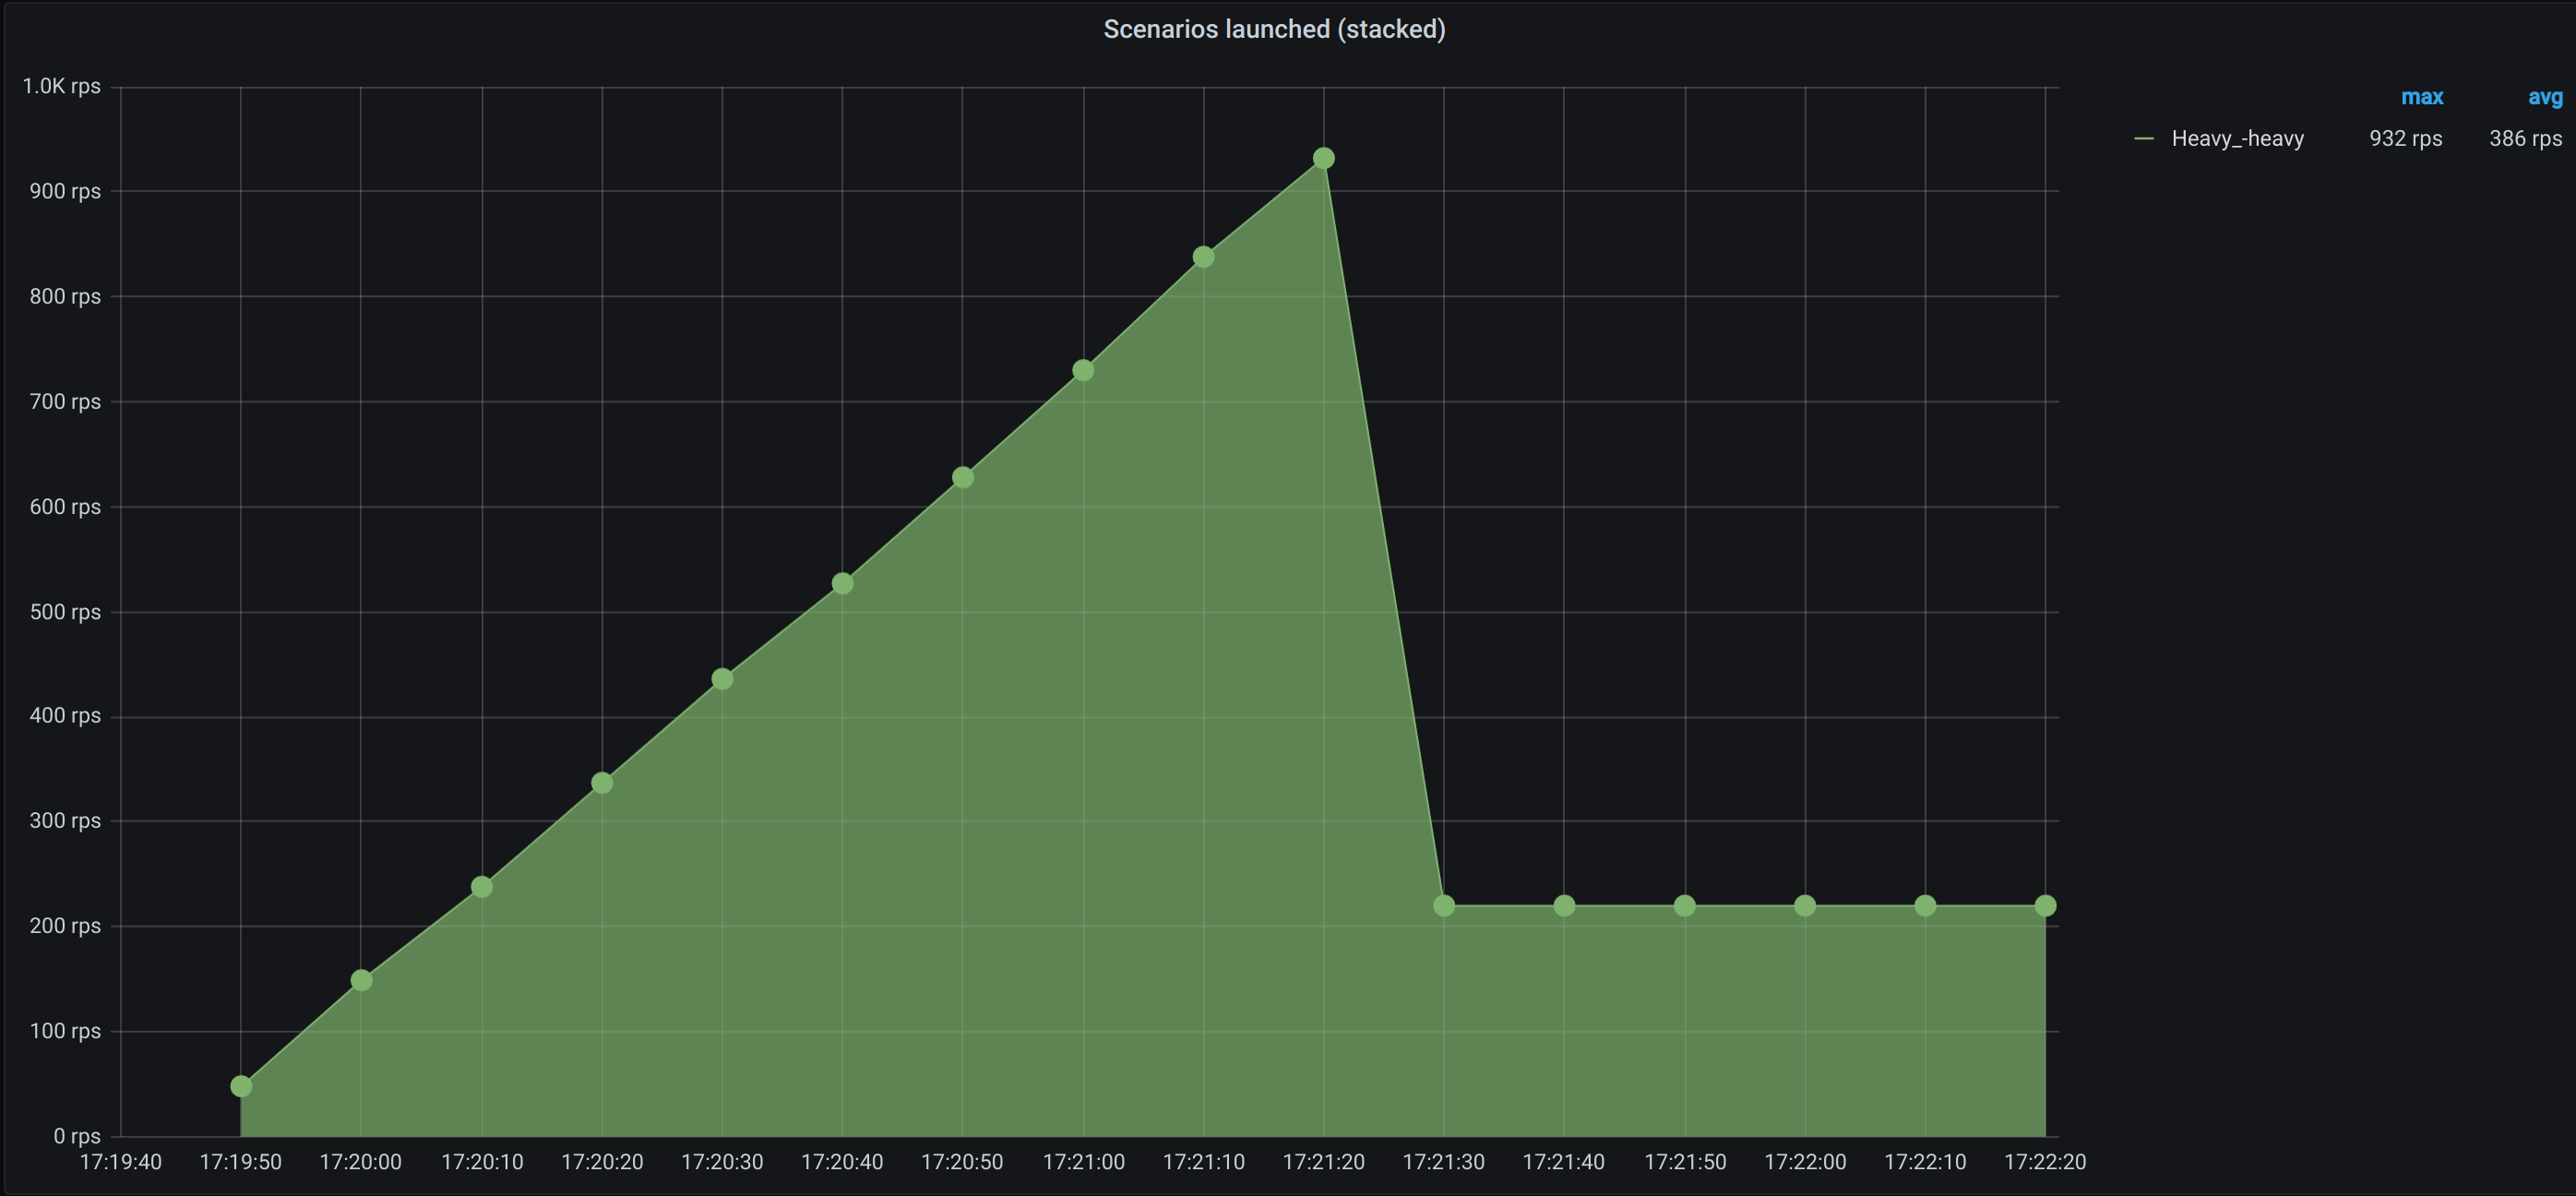 Scenarios launched (stacked)
1.0K rps
900 rps
800 rps
700 rps
600 rps
500 rps
400 rps
300 rps
200 rps
100 rps
0 rps
17:19:40 17:19:50 17:20:00 17:20:10 17:20:20 17:20:30 17:20:40 17:20:50 17:21:00 17:21:10 17:21:20 17:21:30 17:21:40 17:21:50 17:22:00 17:22:10 17:22:20
max avg
Heavy_-heavy 932 rps 386 rps